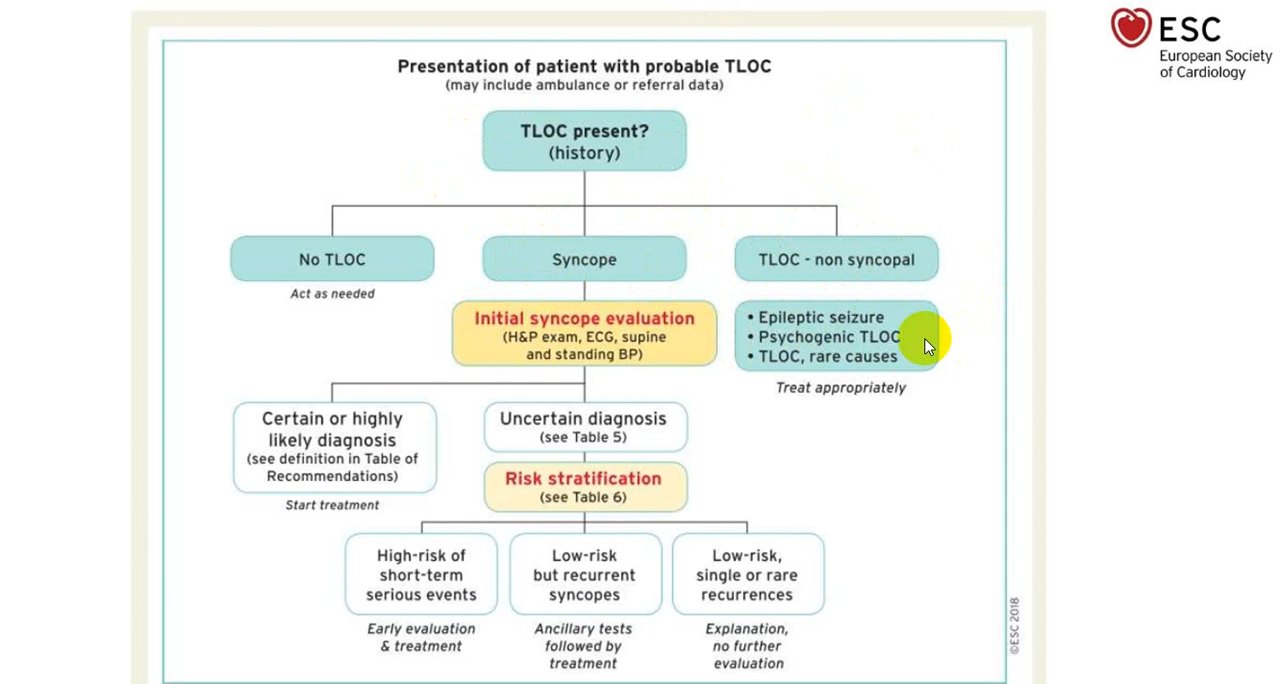 ESC
European Society
of Cardiology
Presentation of patient with probable TLOC
(may include ambulance or referral data)
TLOC present?
(history)
No TLOC
Act as needed
Syncope
TLOC - non syncopal
Initial syncope evaluation
(H&P exam, ECG, supine
and standing BP)
• Epileptic seizure
• Psychogenic TLOC
• TLOC, rare causes
Treat appropriately
Certain or highly
likely diagnosis
(see definition in Table of
Recommendations)
Start treatment
Uncertain diagnosis
(see Table 5)
Risk stratification
(see Table 6)
High-risk of
short-term
serious events
Early evaluation
& treatment
Low-risk
but recurrent
syncopes
Ancillary tests
followed by
treatment
Low-risk,
single or rare
recurrences
Explanation,
no further
evaluation
©ESC 2018